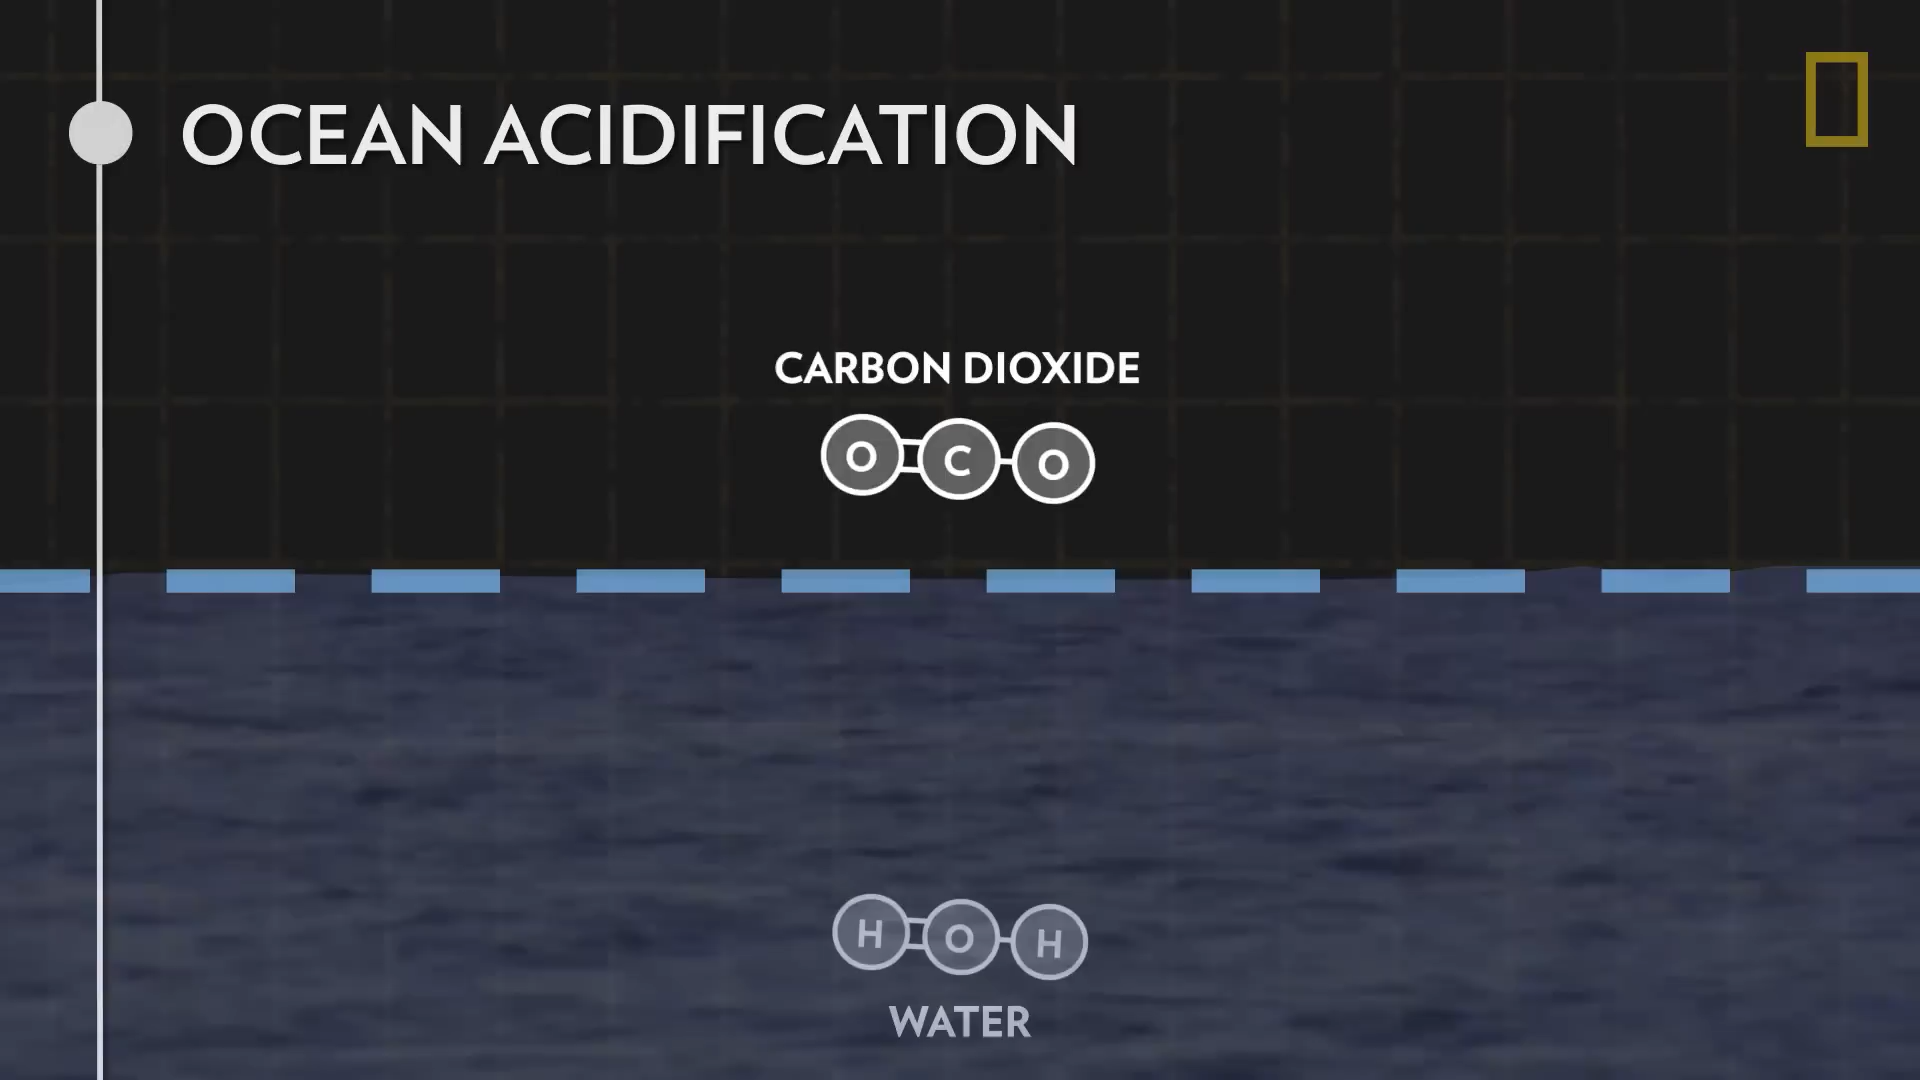 OCEAN ACIDIFICATION
CARBON DIOXIDE
O C O
H O H
WATER